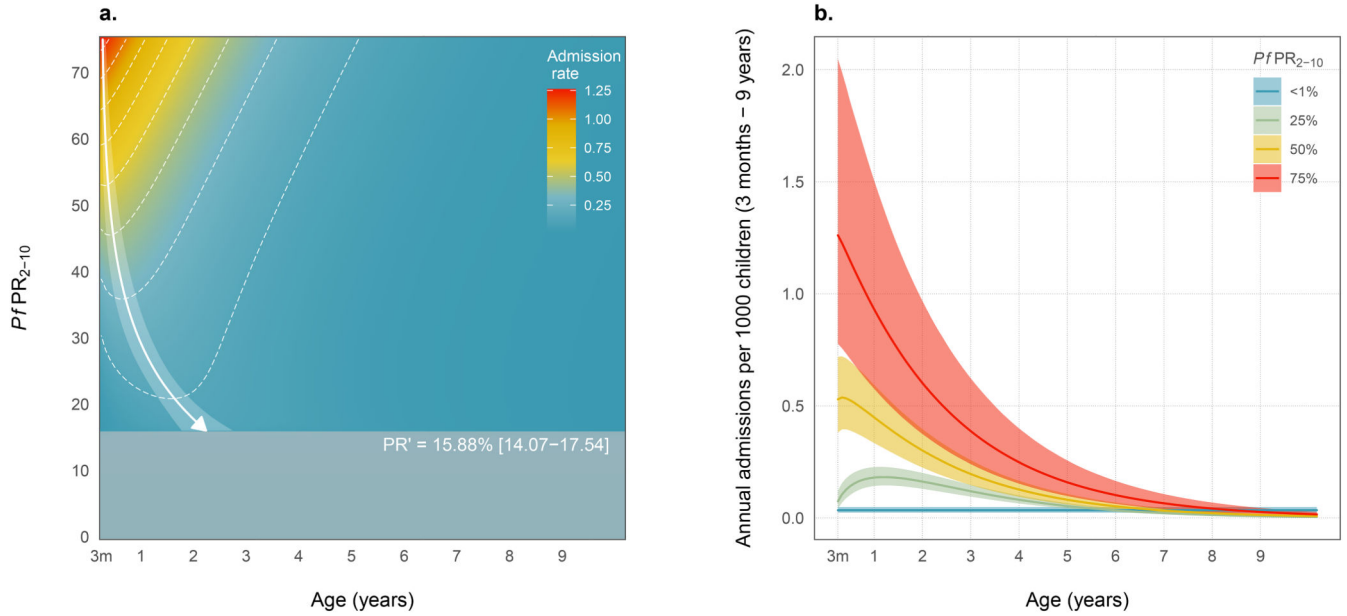 a.
Admission
rate
1.25
1.00
0.75
0.50
0.25
70
60
50
40
30
20
10
0
PfPR2−10
PR' = 15.88% [14.07−17.54]
3m 1 2 3 4 5 6 7 8 9
Age (years)
b.
Annual admissions per 1000 children (3 months − 9 years)
2.0
1.5
1.0
0.5
0.0
PfPR2−10
<1%
25%
50%
75%
3m 1 2 3 4 5 6 7 8 9
Age (years)